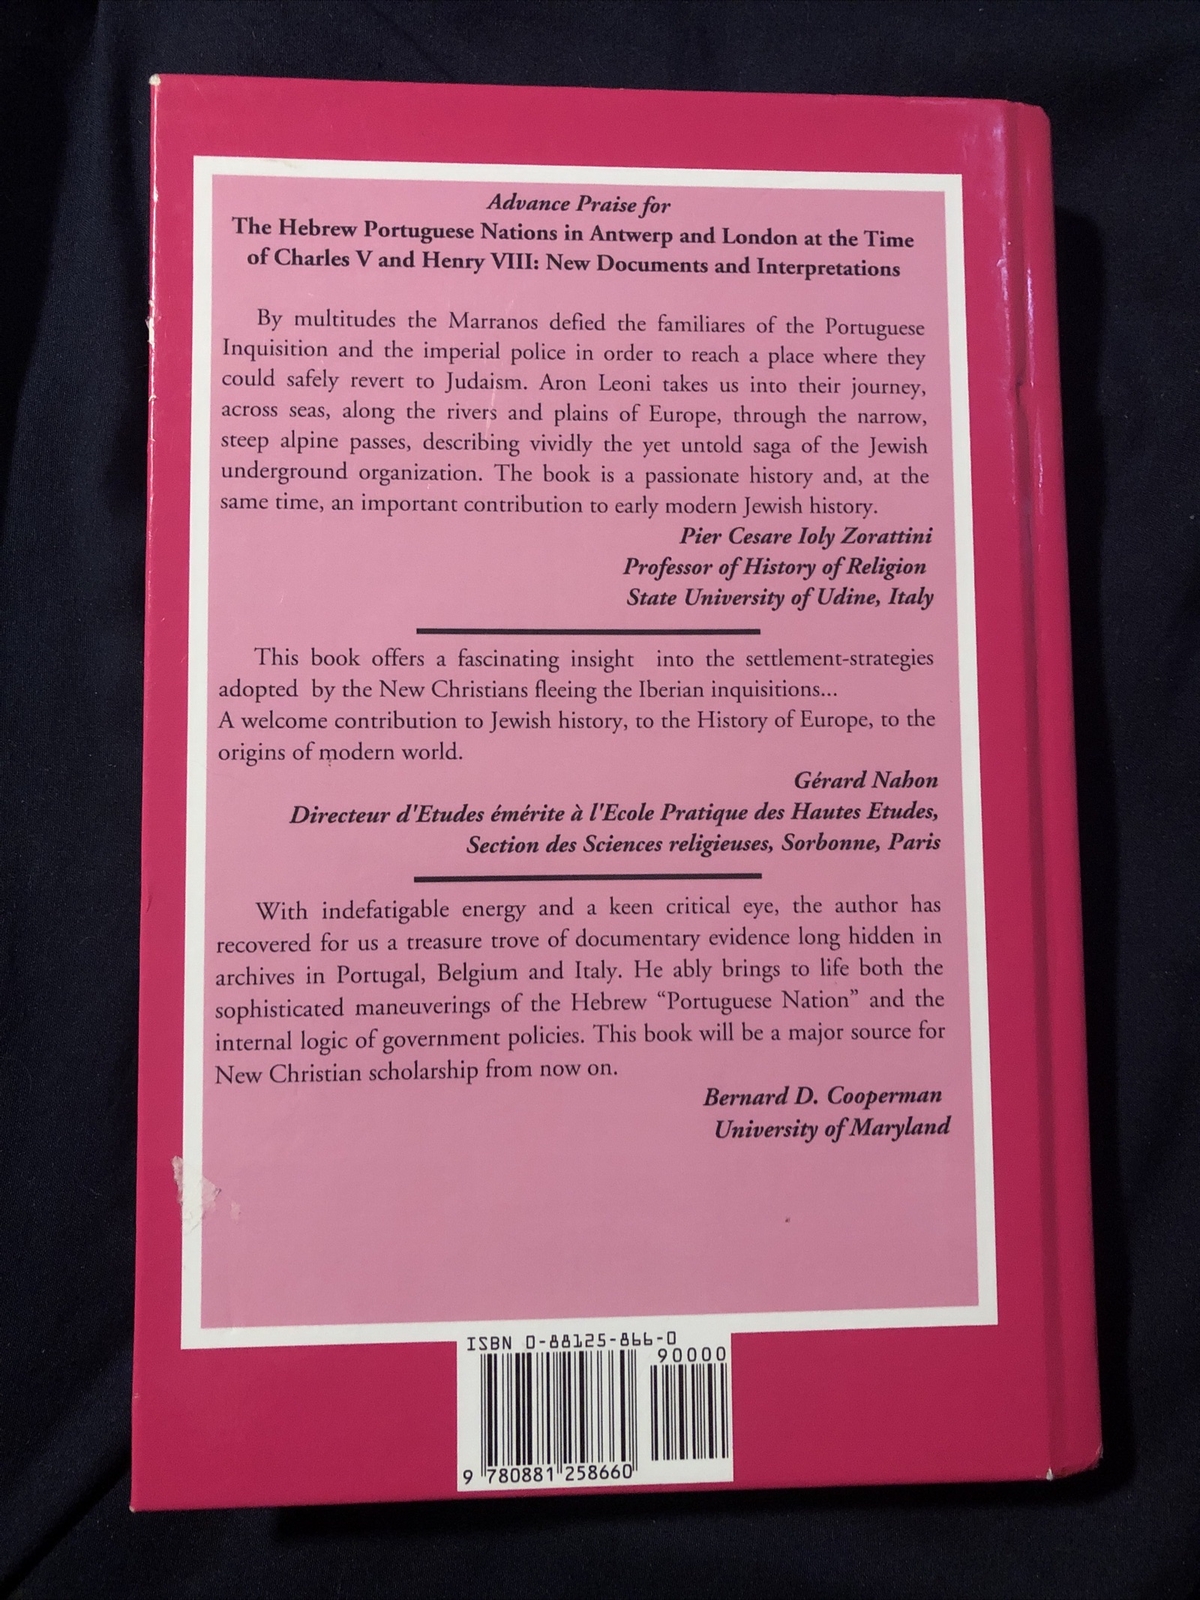 Advance Praise for
The Hebrew Portuguese Nations in Antwerp and London at the Time
of Charles V and Henry VIII: New Documents and Interpretations
By multitudes the Marranos defied the familiares of the Portuguese
Inquisition and the imperial police in order to reach a place where they
could safely revert to Judaism. Aron Leoni takes us into their journey,
across seas, along the rivers and plains of Europe, through the narrow,
steep alpine passes, describing vividly the yet untold saga of the Jewish
underground organization. The book is a passionate history and, at the
same time, an important contribution to early modern Jewish history.
Pier Cesare Ioly Zorattini
Professor of History of Religion
State University of Udine, Italy
This book offers a fascinating insight into the settlement-strategies
adopted by the New Christians fleeing the Iberian inquisitions...
A welcome contribution to Jewish history, to the History of Europe, to the
origins of modern world.
Gérard Nahon
Directeur d'Etudes émérite à l'Ecole Pratique des Hautes Etudes,
Section des Sciences religieuses, Sorbonne, Paris
With indefatigable energy and a keen critical eye, the author has
recovered for us a treasure trove of documentary evidence long hidden in
archives in Portugal, Belgium and Italy. He ably brings to life both the
sophisticated maneuverings of the Hebrew “Portuguese Nation” and the
internal logic of government policies. This book will be a major source for
New Christian scholarship from now on.
Bernard D. Cooperman
University of Maryland
ISBN 0-88125-866-0
90000
9 780881 258660